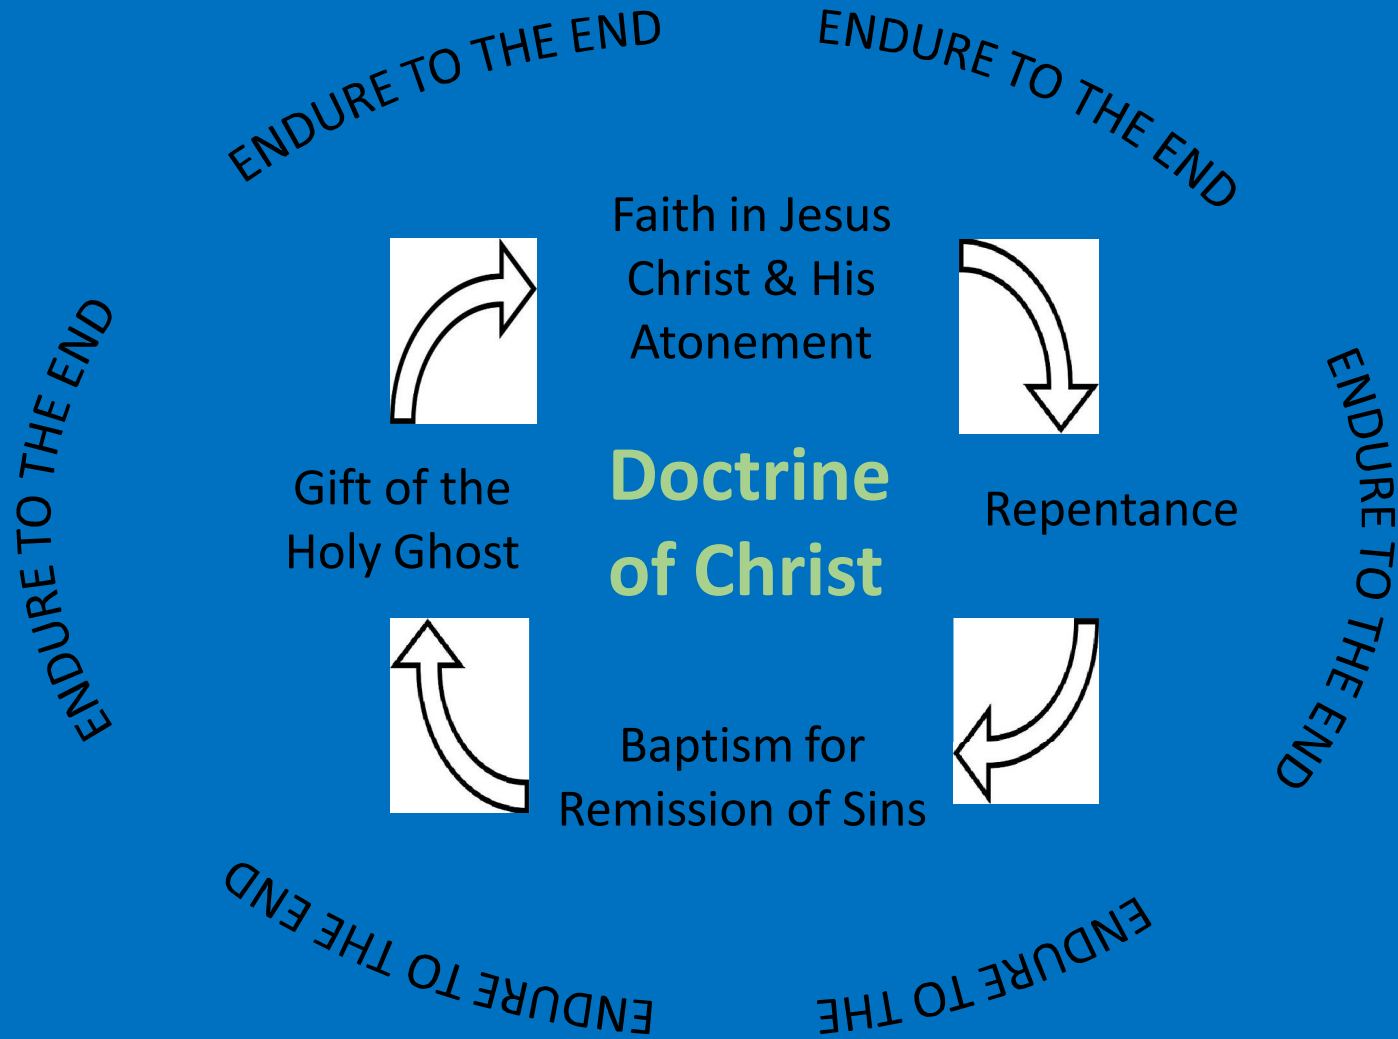 ENDURE TO THE END
ENDURE TO THE END
Faith in Jesus
Christ & His
Atonement
ENDURE TO THE END
ENDURE TO THE END
Gift of the
Holy Ghost
Doctrine
of Christ
Repentance
Baptism for
Remission of Sins
ENDURE TO THE END
ENDURE TO THE